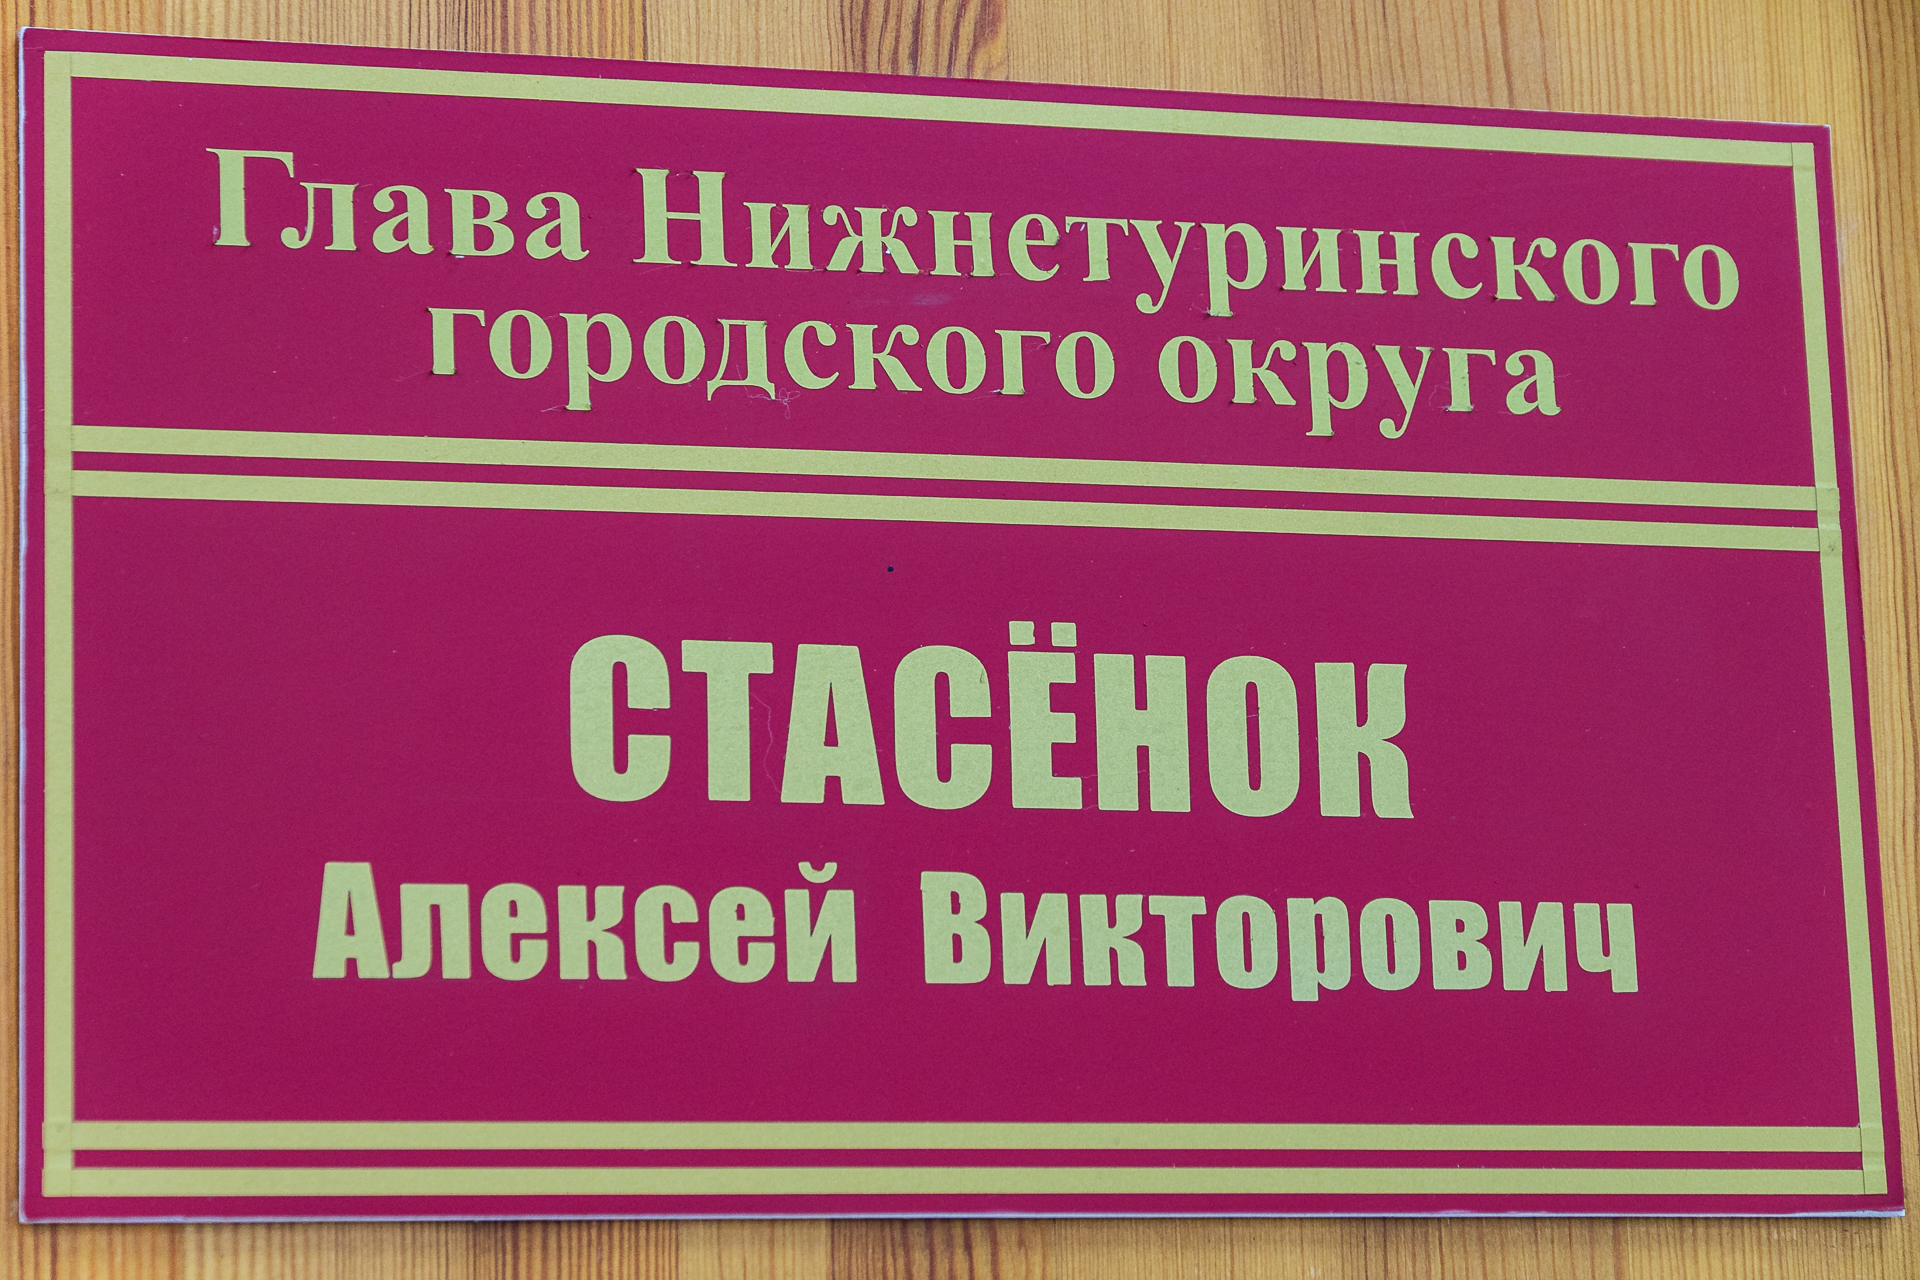 Глава Нижнетуринского
городского округа
СТАСЁНОК
Алексей Викторович